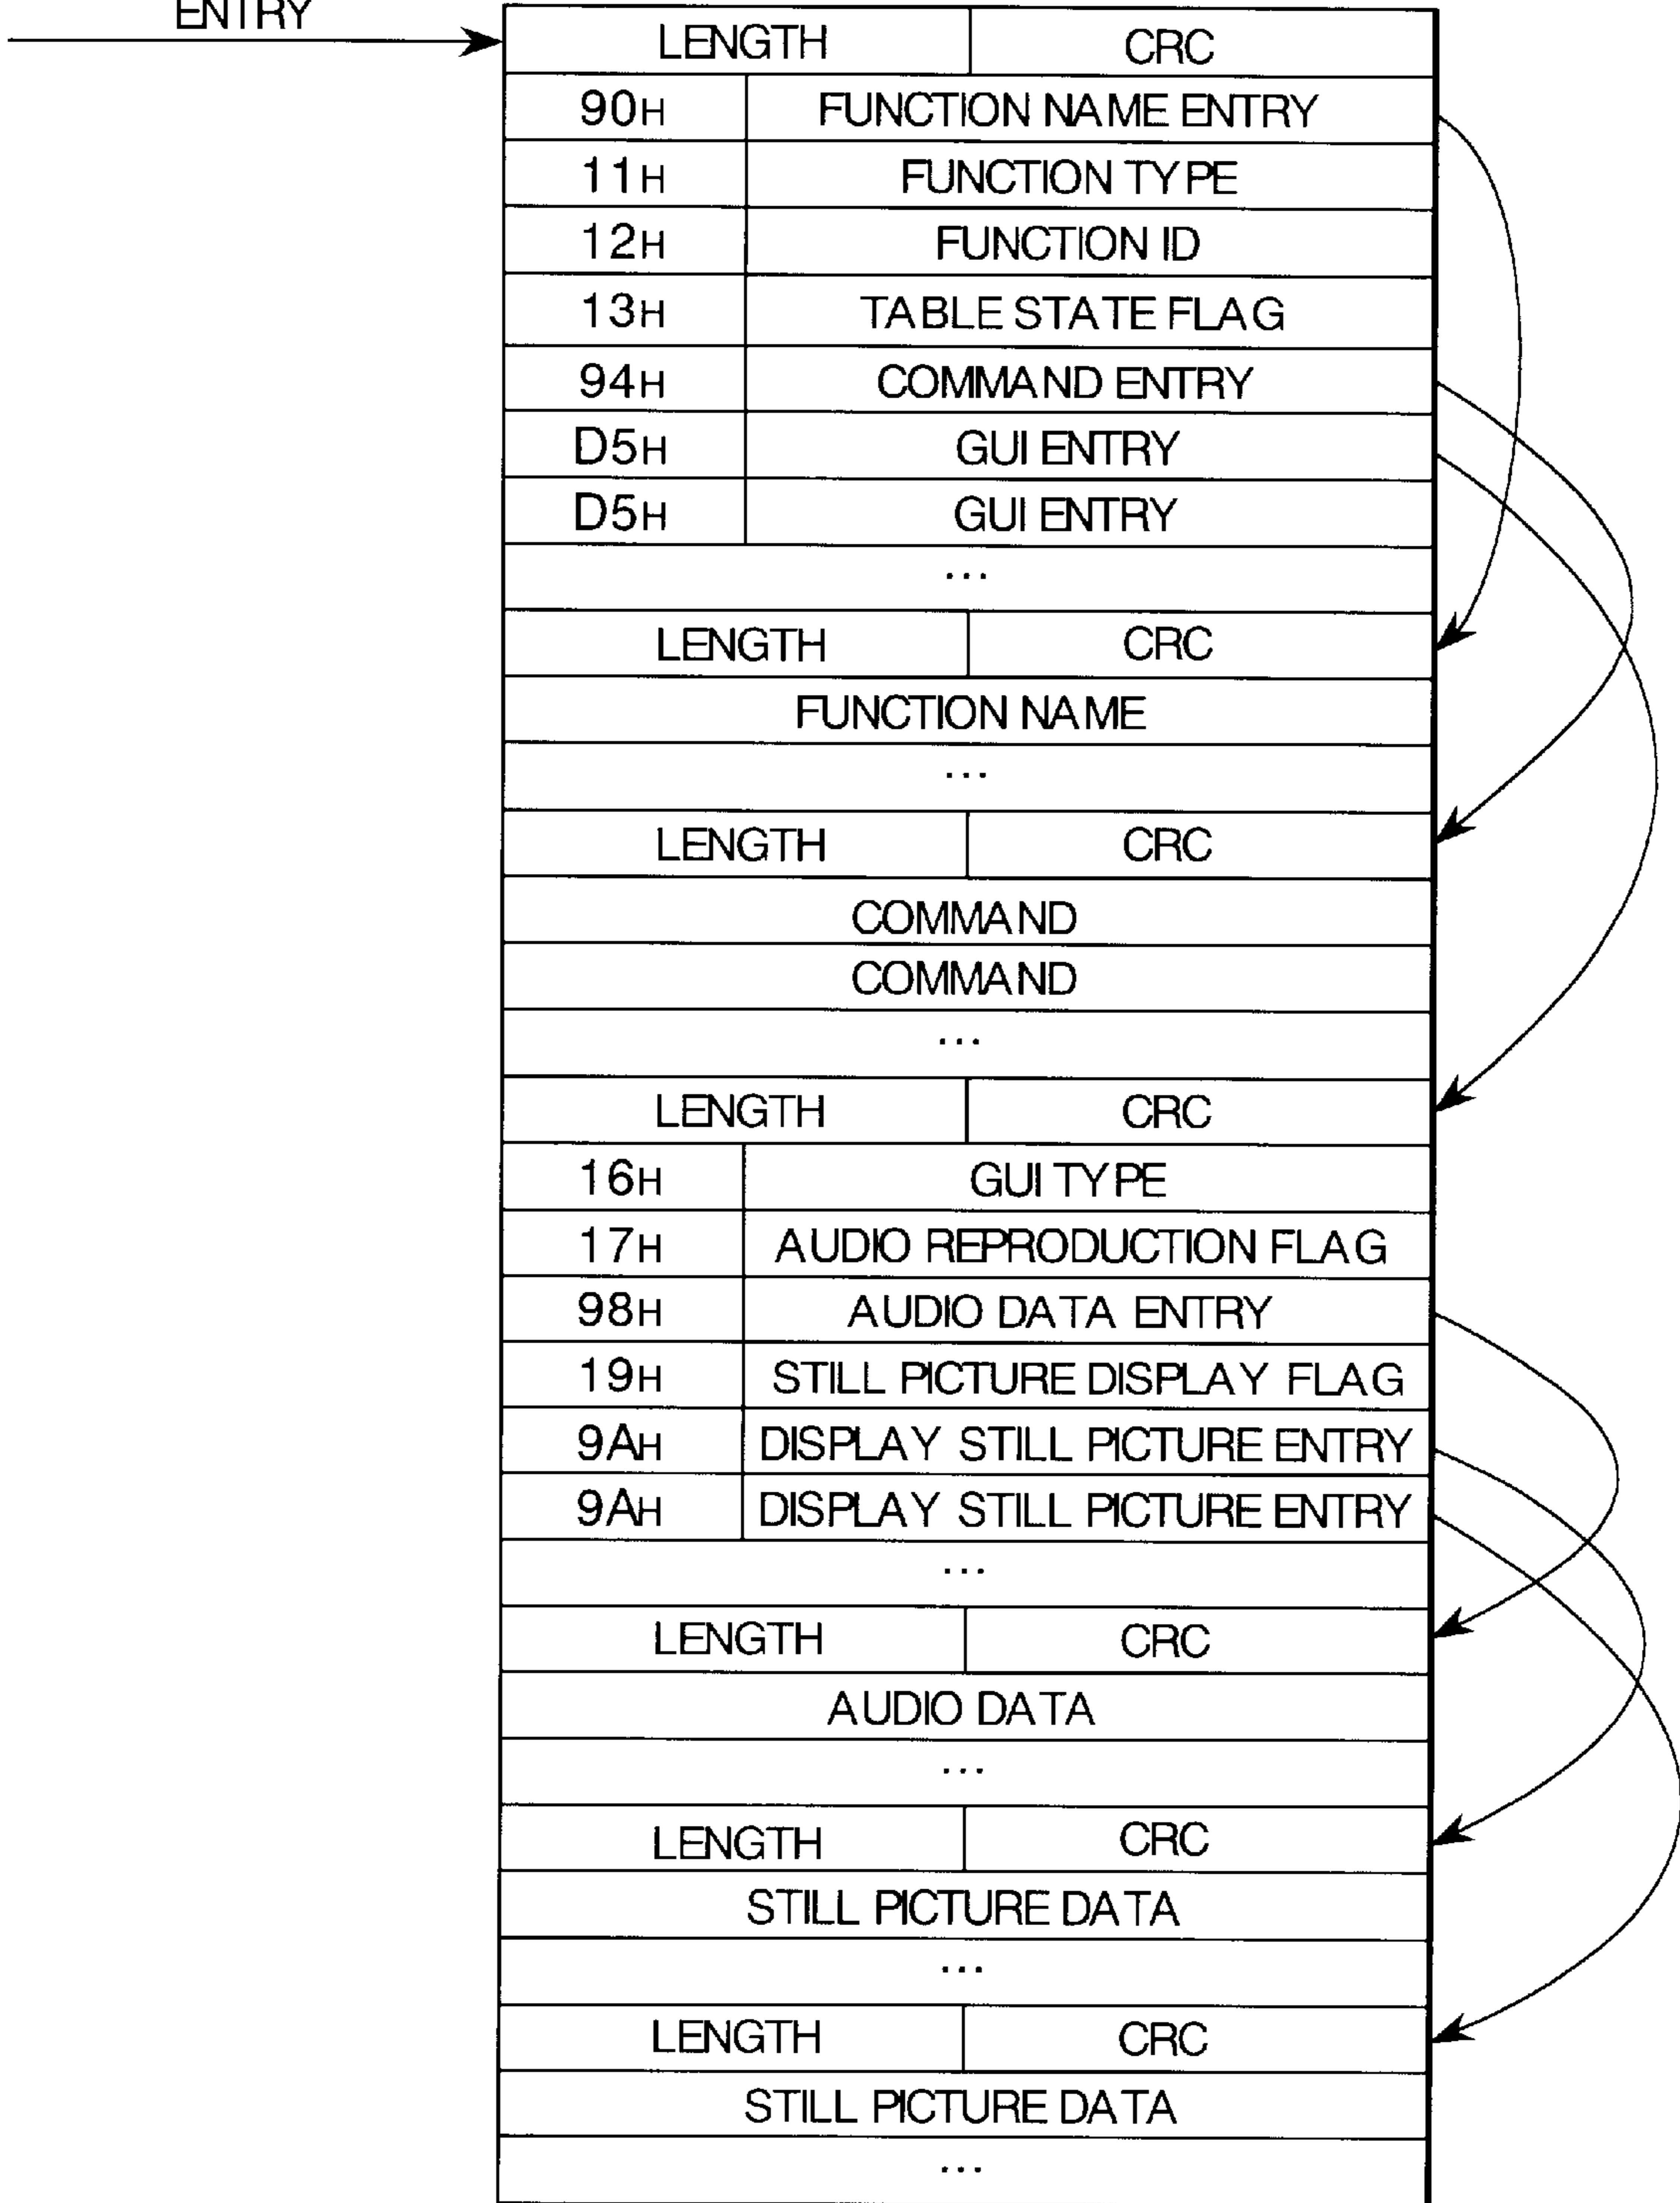 ENTRY
LENGTH CRC
90H FUNCTION NAME ENTRY
11H FUNCTION TYPE
12H FUNCTION ID
13H TABLE STATE FLAG
94H COMMAND ENTRY
D5H GUI ENTRY
D5H GUI ENTRY
...
LENGTH CRC
FUNCTION NAME
...
LENGTH CRC
COMMAND
COMMAND
...
LENGTH CRC
16H GUI TYPE
17H AUDIO REPRODUCTION FLAG
98H AUDIO DATA ENTRY
19H STILL PICTURE DISPLAY FLAG
9AH DISPLAY STILL PICTURE ENTRY
9AH DISPLAY STILL PICTURE ENTRY
...
LENGTH CRC
AUDIO DATA
...
LENGTH CRC
STILL PICTURE DATA
...
LENGTH CRC
STILL PICTURE DATA
...